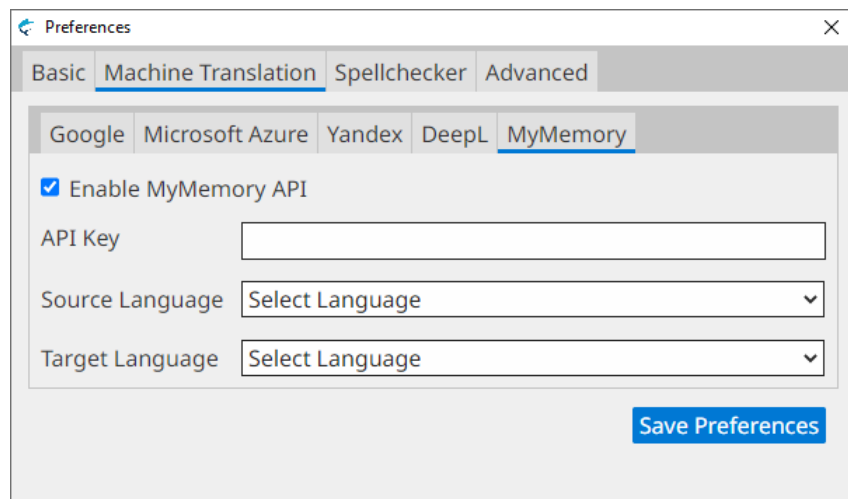 Preferences
Basic Machine Translation Spellchecker Advanced
Google Microsoft Azure Yandex DeepL MyMemory
Enable MyMemory API
API Key
Source Language Select Language
Target Language Select Language
Save Preferences